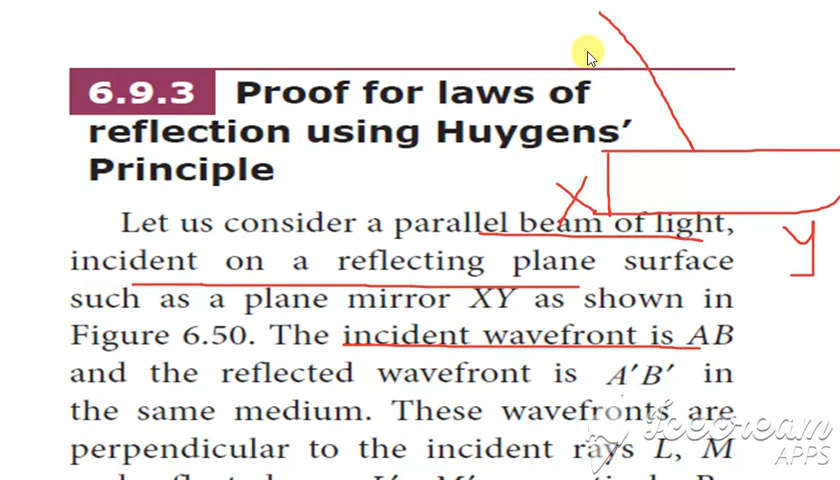 6.9.3 Proof for laws of
reflection using Huygens’
Principle
Let us consider a parallel beam of light,
X
incident on a reflecting plane surface
y
such as a plane mirror XY as shown in
Figure 6.50. The incident wavefront is AB
and the reflected wavefront is A′B′ in
the same medium. These wavefronts are
perpendicular to the incident rays L, M
Icecream
APPS